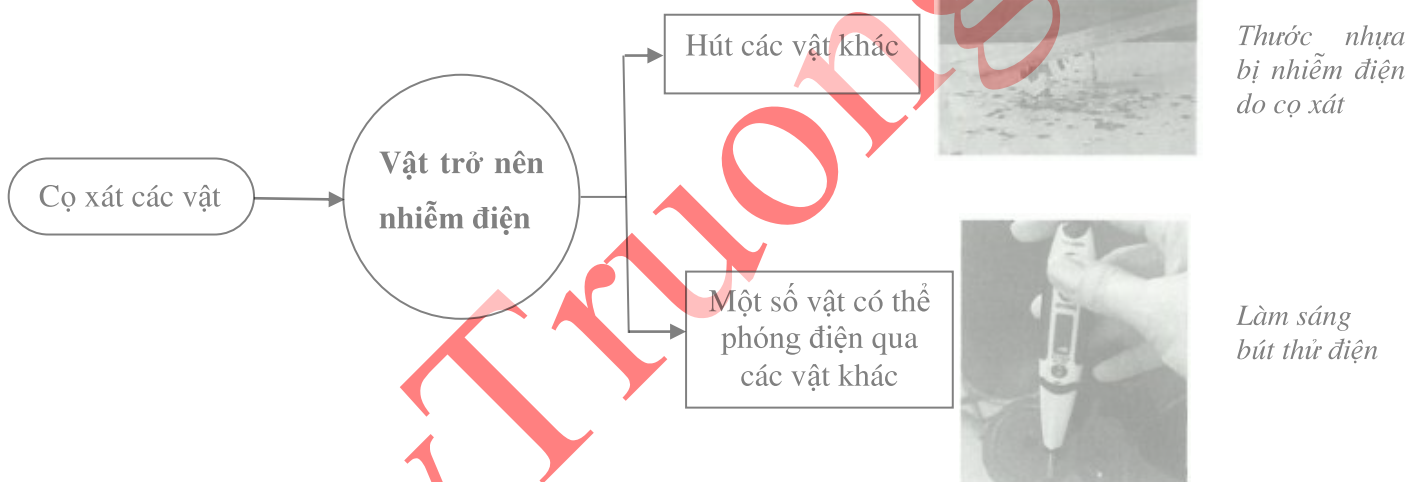 Cọ xát các vật
Vật trở nên
nhiễm điện
Hút các vật khác
Thước nhựa
bị nhiễm điện
do cọ xát
Một số vật có thể
phóng điện qua
các vật khác
Làm sáng
bút thử điện